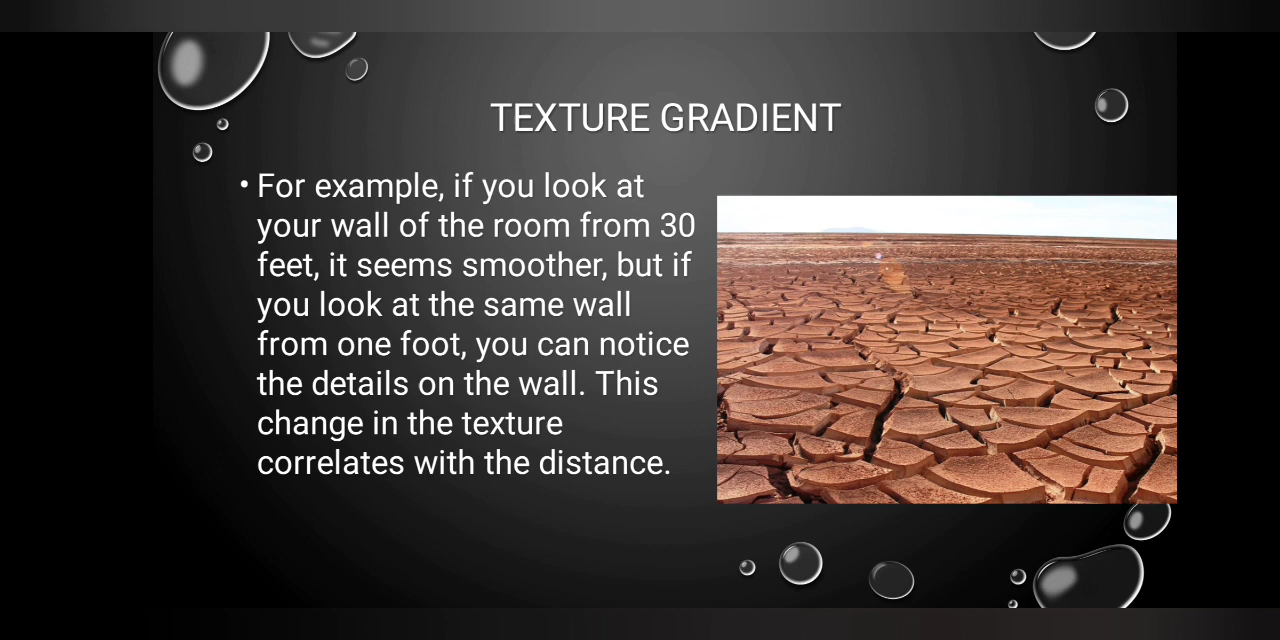 TEXTURE GRADIENT
• For example, if you look at
your wall of the room from 30
feet, it seems smoother, but if
you look at the same wall
from one foot, you can notice
the details on the wall. This
change in the texture
correlates with the distance.